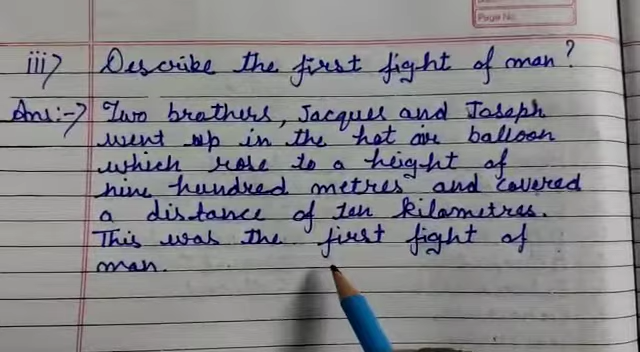 Page No.
iii) Describe the first fight of man?
Ans:-) Two brothers, Jacques and Joseph
went up in the hot air balloon
which rose to a height of
nine hundred metres and covered
a distance of ten kilometres.
This was the first fight of
man.